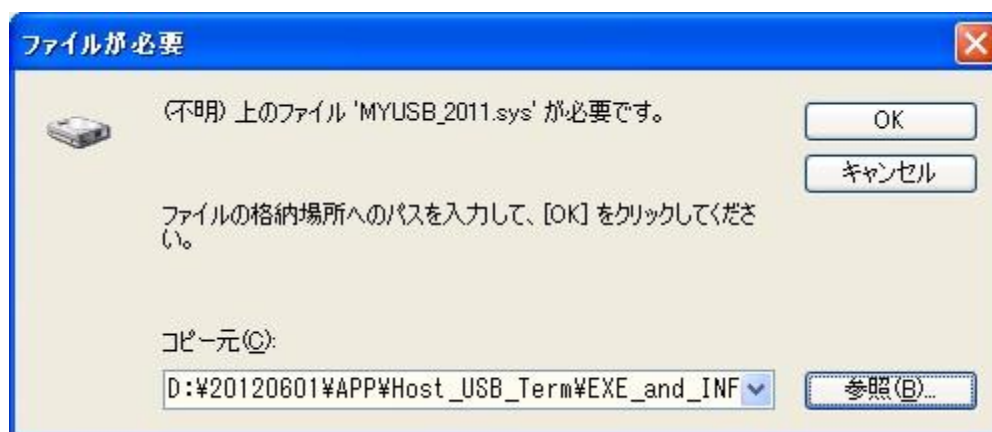 ファイルが必要
(不明) 上のファイル 'MYUSB_2011.sys' が必要です。
OK
キャンセル
ファイルの格納場所へのパスを入力して、[OK] をクリックしてくださ
い。
コピー元(C):
D:¥20120601¥APP¥Host_USB_Term¥EXE_and_INF
参照(B)...